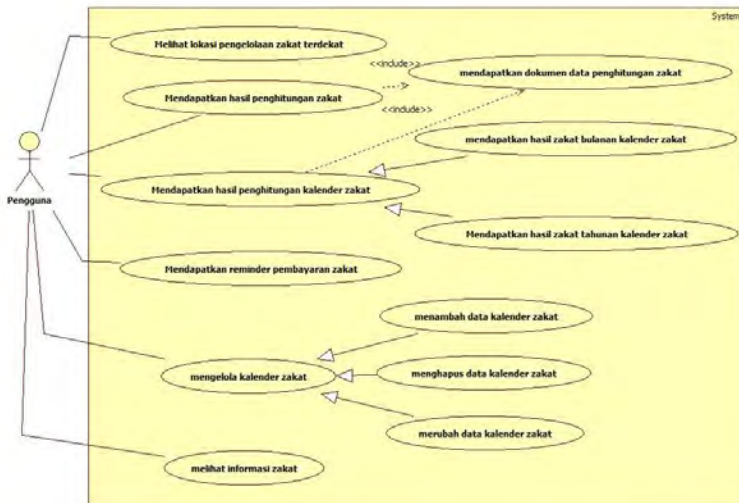 System
Melihat lokasi pengelolaan zakat terdekat
<<include>>
mendapatkan dokumen data penghitungan zakat
Mendapatkan hasil penghitungan zakat
<<include>>
mendapatkan hasil zakat bulanan kalender zakat
Mendapatkan hasil penghitungan kalender zakat
Pengguna
Mendapatkan hasil zakat tahunan kalender zakat
Mendapatkan reminder pembayaran zakat
menambah data kalender zakat
mengelola kalender zakat
menghapus data kalender zakat
merubah data kalender zakat
melihat informasi zakat